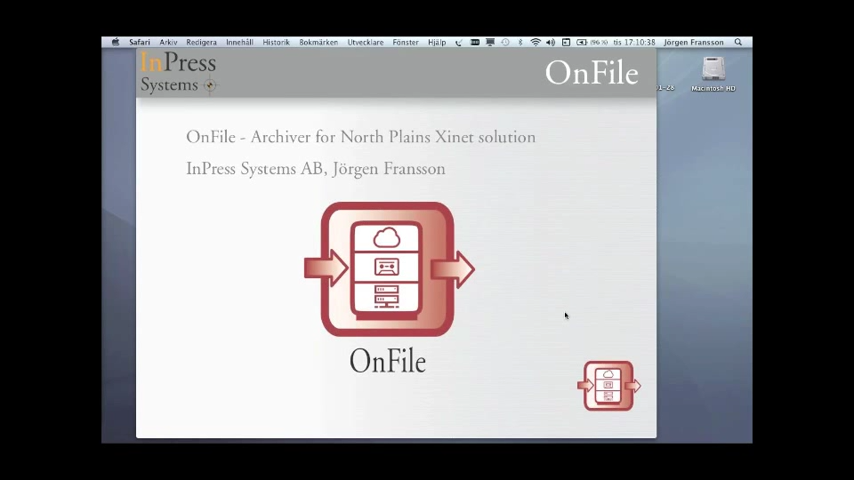 Safari Arkiv Redigera Innehåll Historik Bokmärken Utvecklare Fönster Hjälp tis 17:10:38 Jörgen Fransson
InPress
Systems
OnFile
Macintosh HD
OnFile - Archiver for North Plains Xinet solution
InPress Systems AB, Jörgen Fransson
OnFile